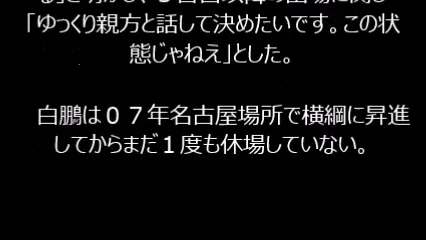 「ゆっくり親方と話して決めたいです。この状
態じゃねえ」とした。
白鵬は０７年名古屋場所で横綱に昇進
してからまだ１度も休場していない。